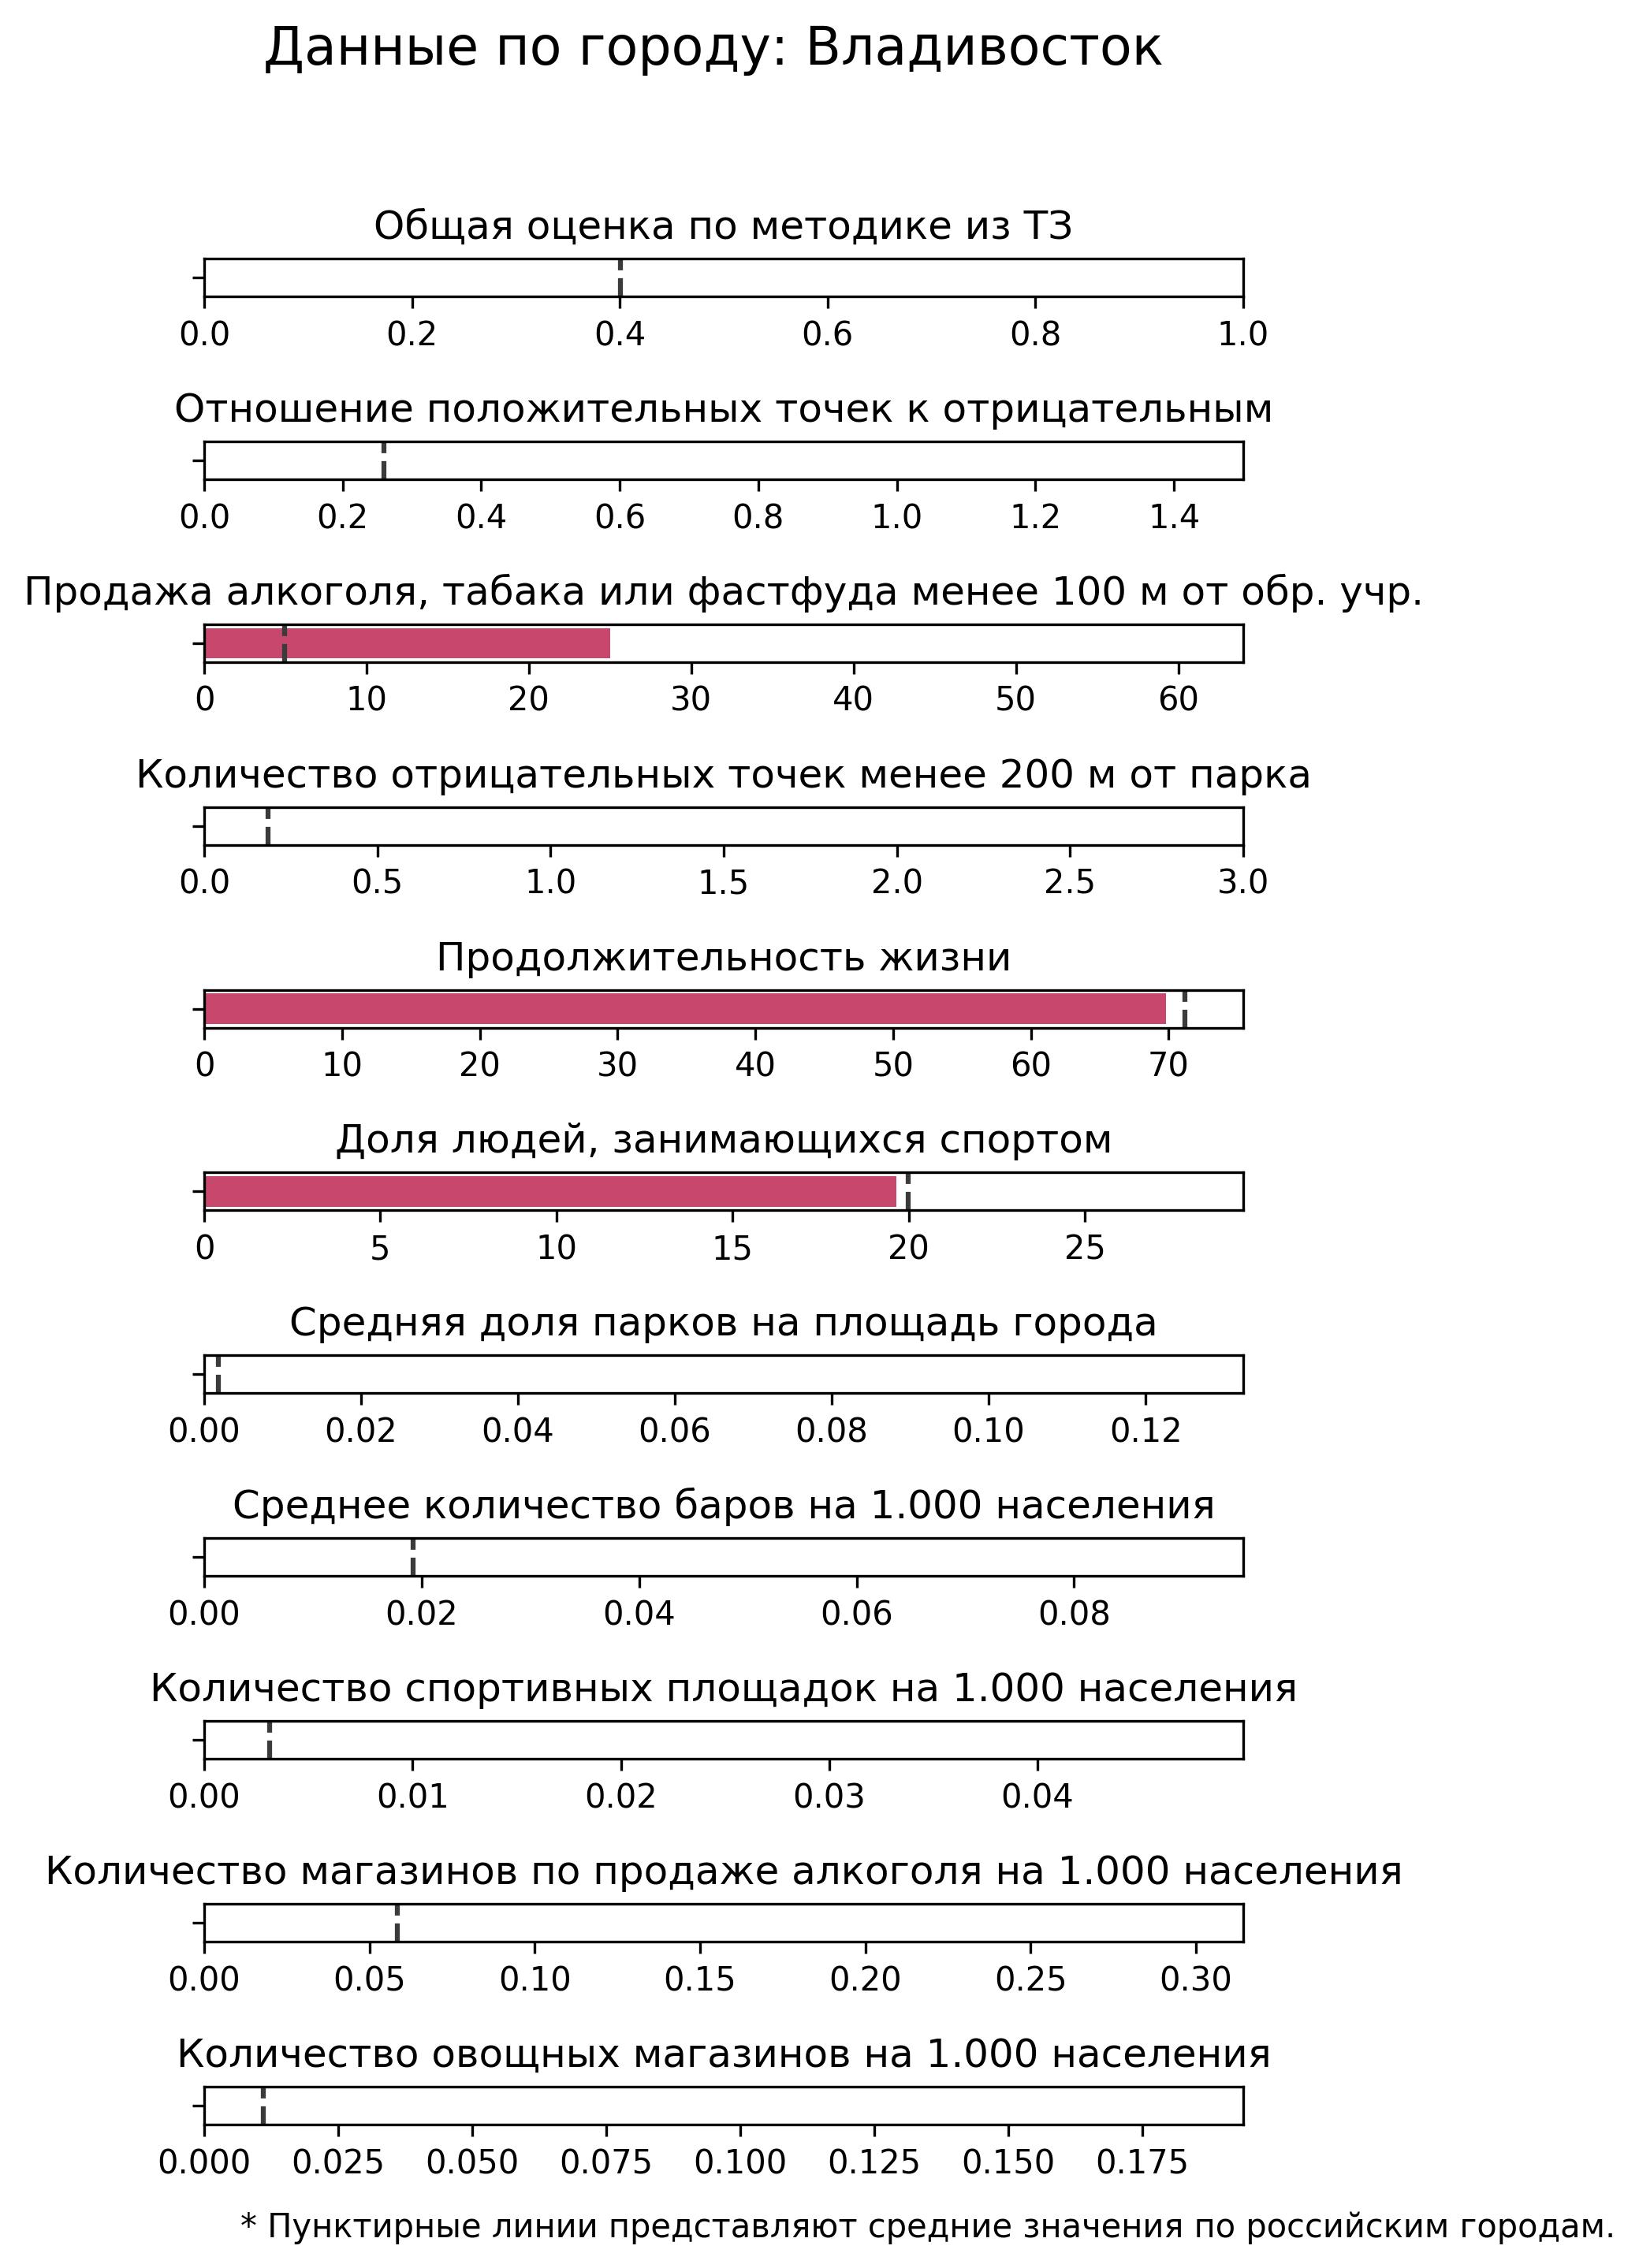 Данные по городу: Владивосток
Общая оценка по методике из ТЗ
0.0 0.2 0.4 0.6 0.8 1.0
Отношение положительных точек к отрицательным
0.0 0.2 0.4 0.6 0.8 1.0 1.2 1.4
Продажа алкоголя, табака или фастфуда менее 100 м от обр. учр.
0 10 20 30 40 50 60
Количество отрицательных точек менее 200 м от парка
0.0 0.5 1.0 1.5 2.0 2.5 3.0
Продолжительность жизни
0 10 20 30 40 50 60 70
Доля людей, занимающихся спортом
0 5 10 15 20 25
Средняя доля парков на площадь города
0.00 0.02 0.04 0.06 0.08 0.10 0.12
Среднее количество баров на 1.000 населения
0.00 0.02 0.04 0.06 0.08
Количество спортивных площадок на 1.000 населения
0.00 0.01 0.02 0.03 0.04
Количество магазинов по продаже алкоголя на 1.000 населения
0.00 0.05 0.10 0.15 0.20 0.25 0.30
Количество овощных магазинов на 1.000 населения
0.000 0.025 0.050 0.075 0.100 0.125 0.150 0.175
* Пунктирные линии представляют средние значения по российским городам.